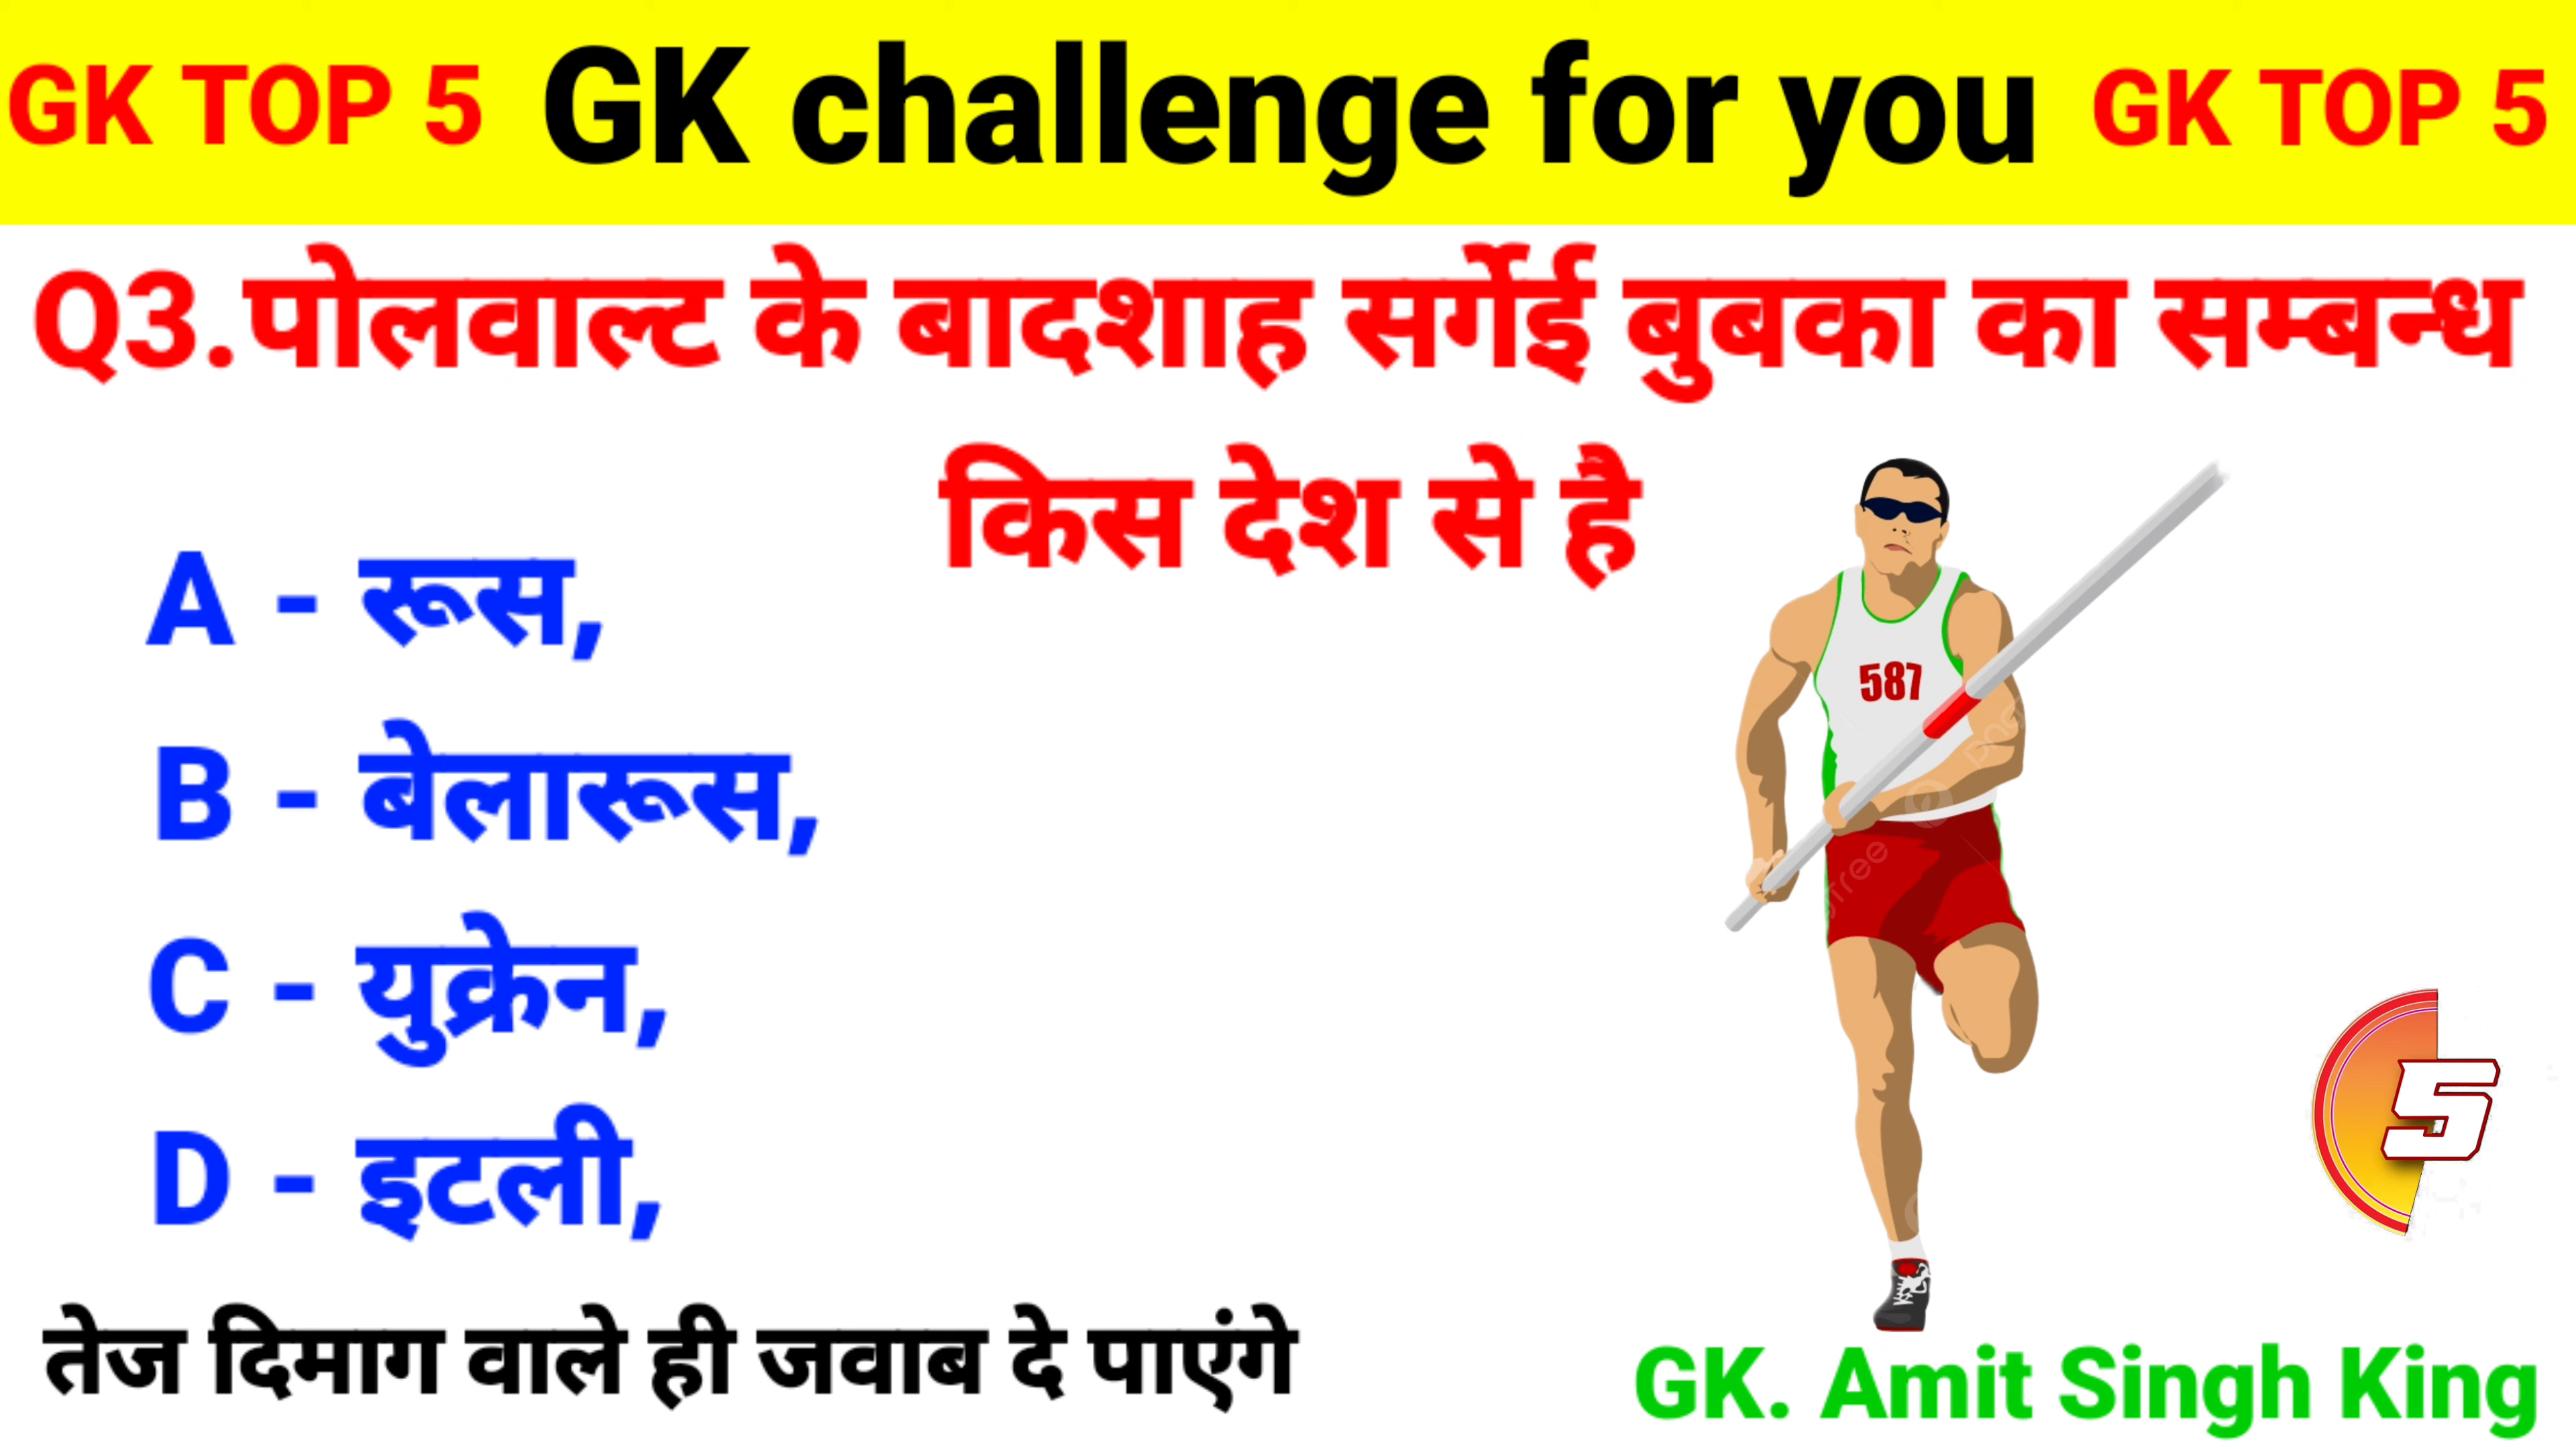 GK TOP 5 GK challenge for you GK TOP 5
Q3.पोलवाल्ट के बादशाह सर्गेई बुबका का सम्बन्ध
किस देश से है
A - रूस,
B - बेलारूस,
C - युक्रेन,
D - इटली,
587
5
तेज दिमाग वाले ही जवाब दे पाएंगे
GK. Amit Singh King